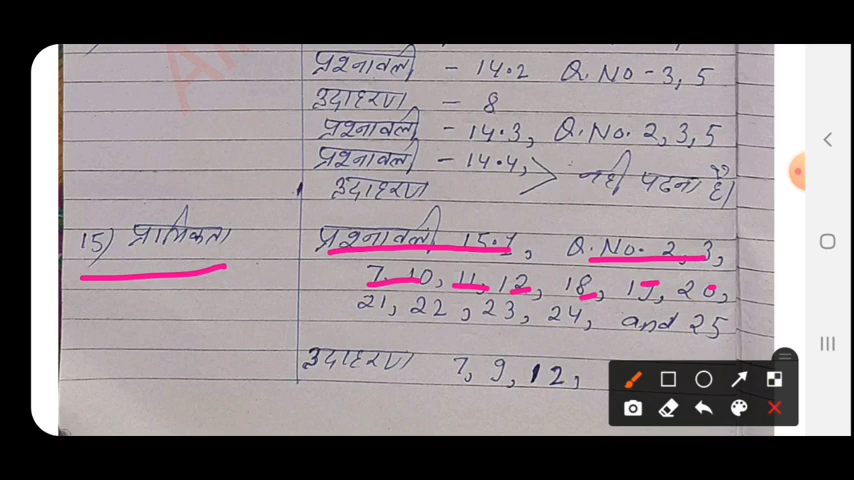 प्रश्नावली - 14.2 Q. No - 3, 5
उदाहरण - 8
प्रश्नावली - 14.3, Q. No. 2, 3, 5
प्रश्नावली - 14.4, > नही पढना है।
उदाहरण
15) प्रायिकता प्रश्नावली 15.1, Q. No. 2, 3,
7, 10, 11, 12, 18, 19, 20,
21, 22, 23, 24, and 25
उदाहरण 7, 9, 12,